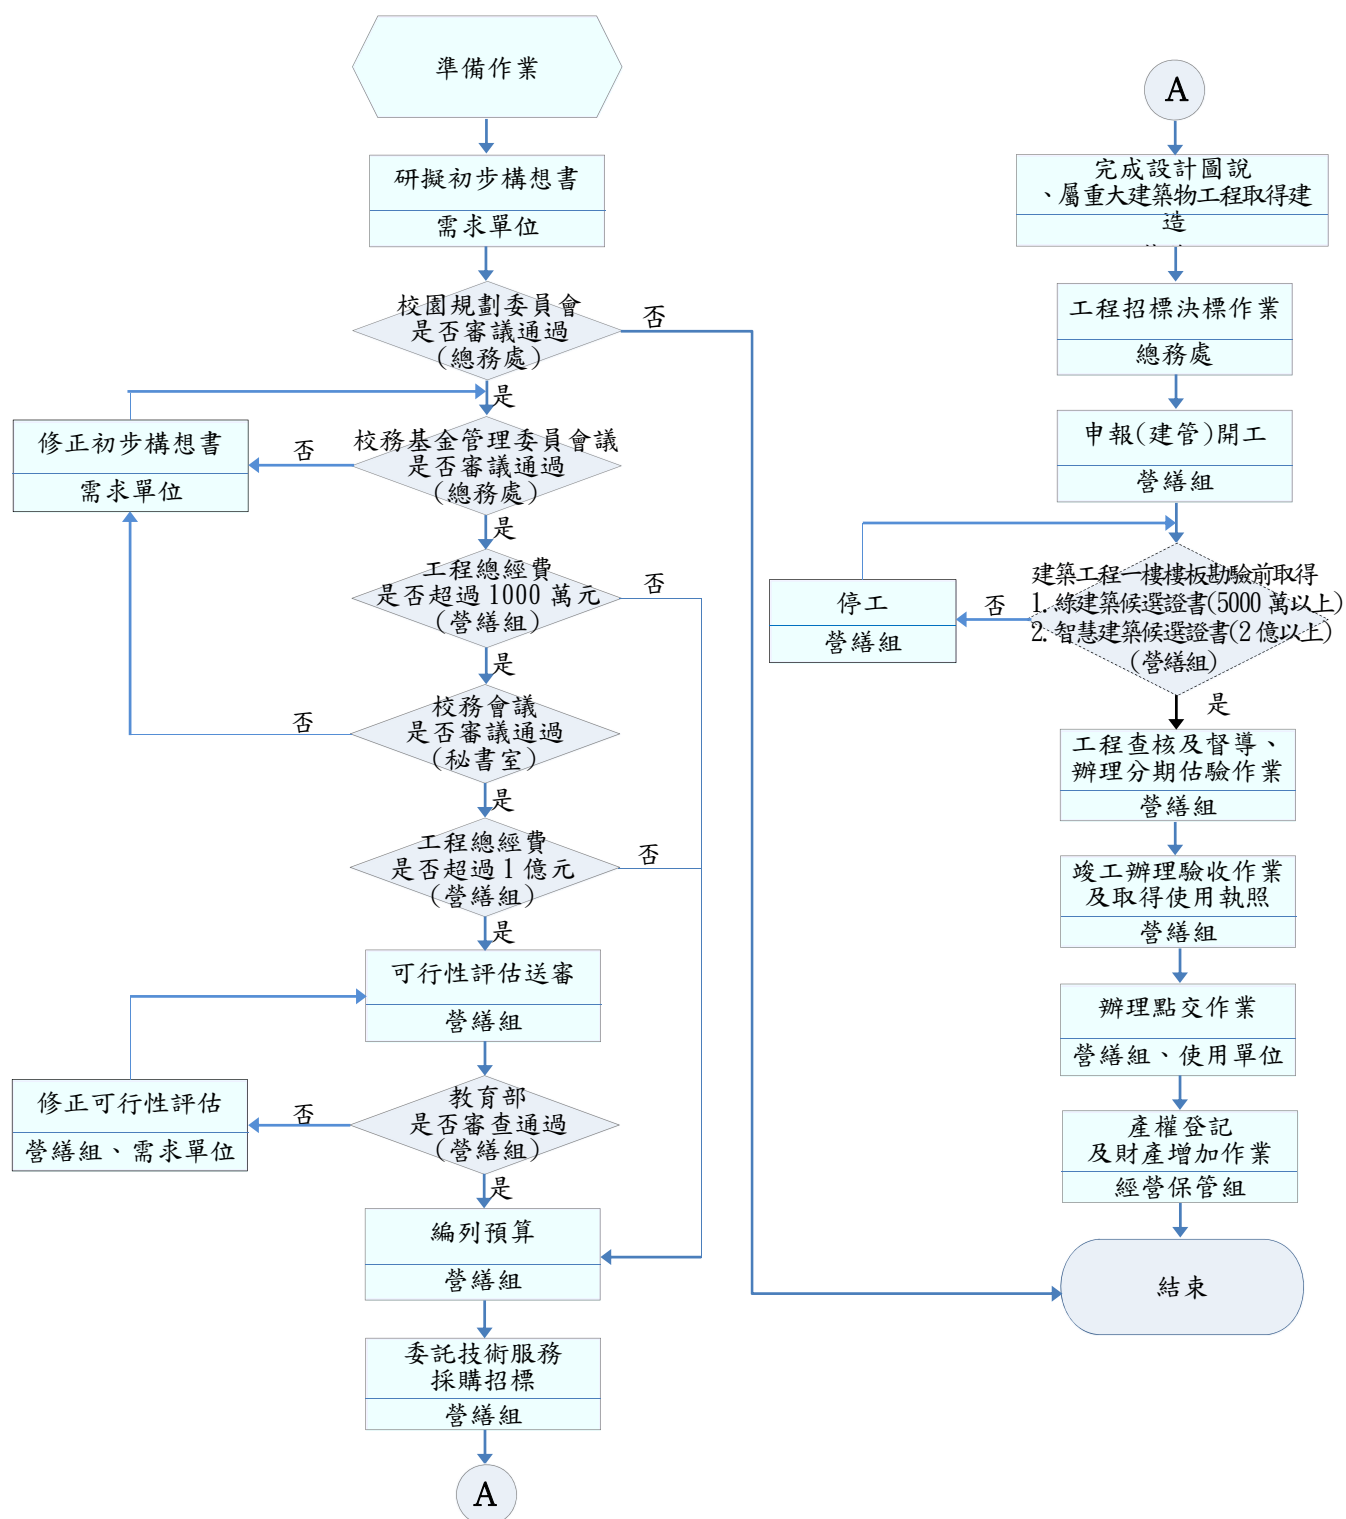 準備作業
研擬初步構想書
需求單位
校園規劃委員會
是否審議通過
(總務處)
否
是
修正初步構想書
需求單位
否
校務基金管理委員會議
是否審議通過
(總務處)
是
工程總經費
是否超過 1000 萬元
(營繕組)
否
是
校務會議
是否審議通過
(秘書室)
否
是
工程總經費
是否超過 1 億元
(營繕組)
否
是
可行性評估送審
營繕組
修正可行性評估
營繕組、需求單位
否
教育部
是否審查通過
(營繕組)
是
編列預算
營繕組
委託技術服務
採購招標
營繕組
A
A
完成設計圖說
、屬重大建築物工程取得建
造
工程招標決標作業
總務處
申報(建管)開工
營繕組
停工
營繕組
否
建築工程一樓樓板勘驗前取得
1. 綠建築候選證書(5000 萬以上)
2. 智慧建築候選證書(2 億以上)
(營繕組)
是
工程查核及督導、
辦理分期估驗作業
營繕組
竣工辦理驗收作業
及取得使用執照
營繕組
辦理點交作業
營繕組、使用單位
產權登記
及財產增加作業
經營保管組
結束